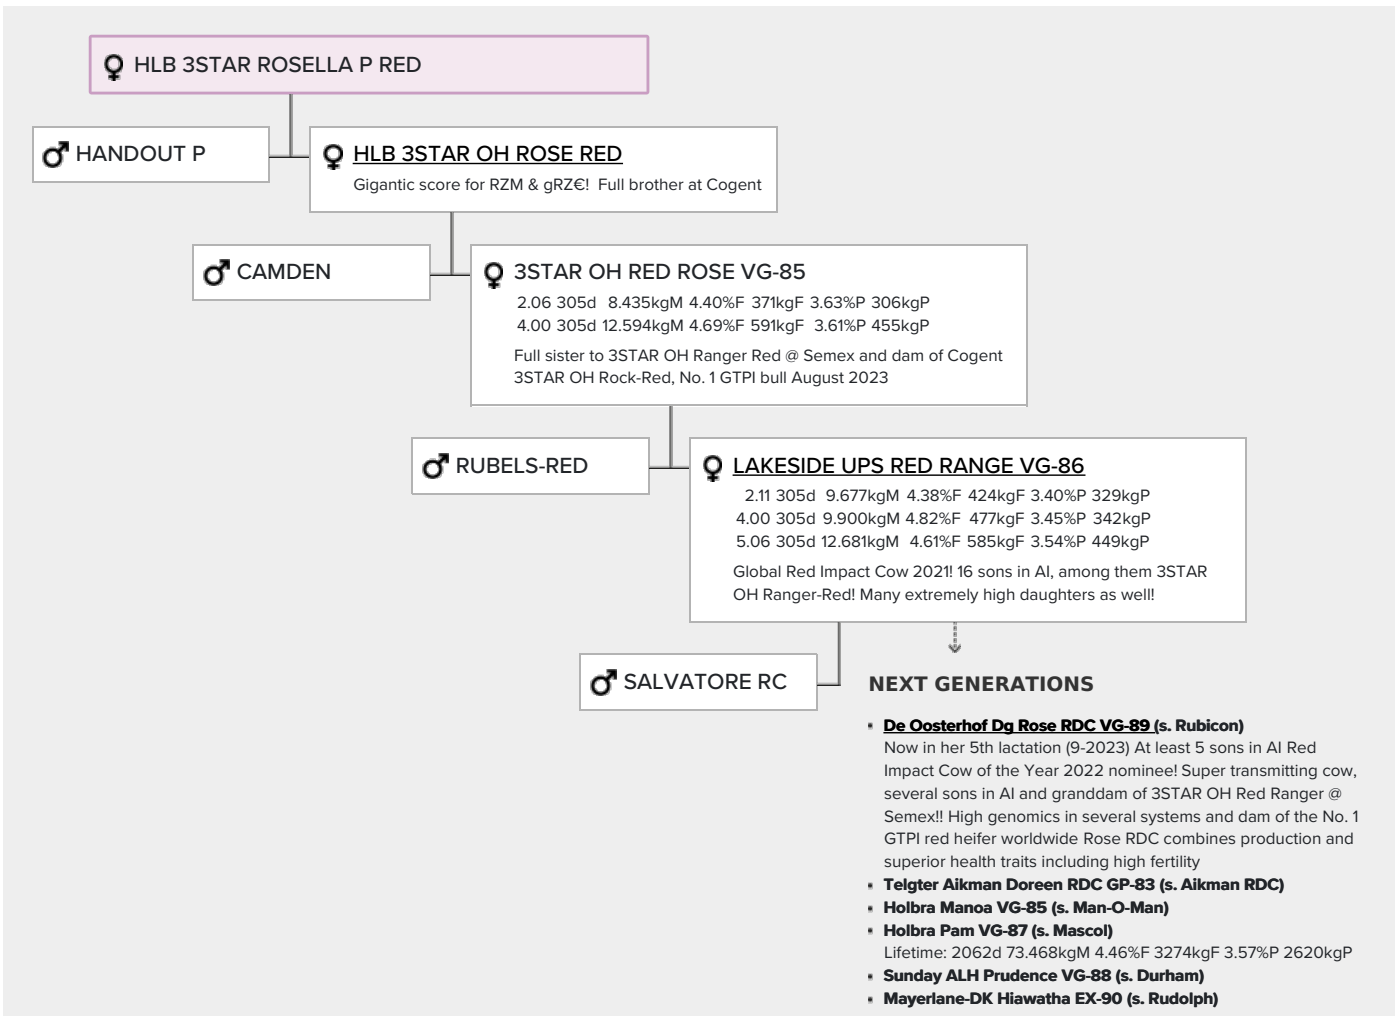 HLB 3STAR ROSELLA P RED
HANDOUT P
HLB 3STAR OH ROSE RED
Gigantic score for RZM & gRZ€! Full brother at Cogent
CAMDEN
3STAR OH RED ROSE VG-85
2.06 305d 8.435kgM 4.40%F 371kgF 3.63%P 306kgP
4.00 305d 12.594kgM 4.69%F 591kgF 3.61%P 455kgP
Full sister to 3STAR OH Ranger Red @ Semex and dam of Cogent
3STAR OH Rock-Red, No. 1 GTPI bull August 2023
RUBELS-RED
LAKESIDE UPS RED RANGE VG-86
2.11 305d 9.677kgM 4.38%F 424kgF 3.40%P 329kgP
4.00 305d 9.900kgM 4.82%F 477kgF 3.45%P 342kgP
5.06 305d 12.681kgM 4.61%F 585kgF 3.54%P 449kgP
Global Red Impact Cow 2021! 16 sons in AI, among them 3STAR
OH Ranger-Red! Many extremely high daughters as well!
SALVATORE RC
NEXT GENERATIONS
De Oosterhof Dg Rose RDC VG-89 (s. Rubicon)
Now in her 5th lactation (9-2023) At least 5 sons in AI Red
Impact Cow of the Year 2022 nominee! Super transmitting cow,
several sons in AI and granddam of 3STAR OH Red Ranger @
Semex!! High genomics in several systems and dam of the No. 1
GTPI red heifer worldwide Rose RDC combines production and
superior health traits including high fertility
Telgter Aikman Doreen RDC GP-83 (s. Aikman RDC)
Holbra Manoa VG-85 (s. Man-O-Man)
Holbra Pam VG-87 (s. Mascol)
Lifetime: 2062d 73.468kgM 4.46%F 3274kgF 3.57%P 2620kgP
Sunday ALH Prudence VG-88 (s. Durham)
Mayerlane-DK Hiawatha EX-90 (s. Rudolph)